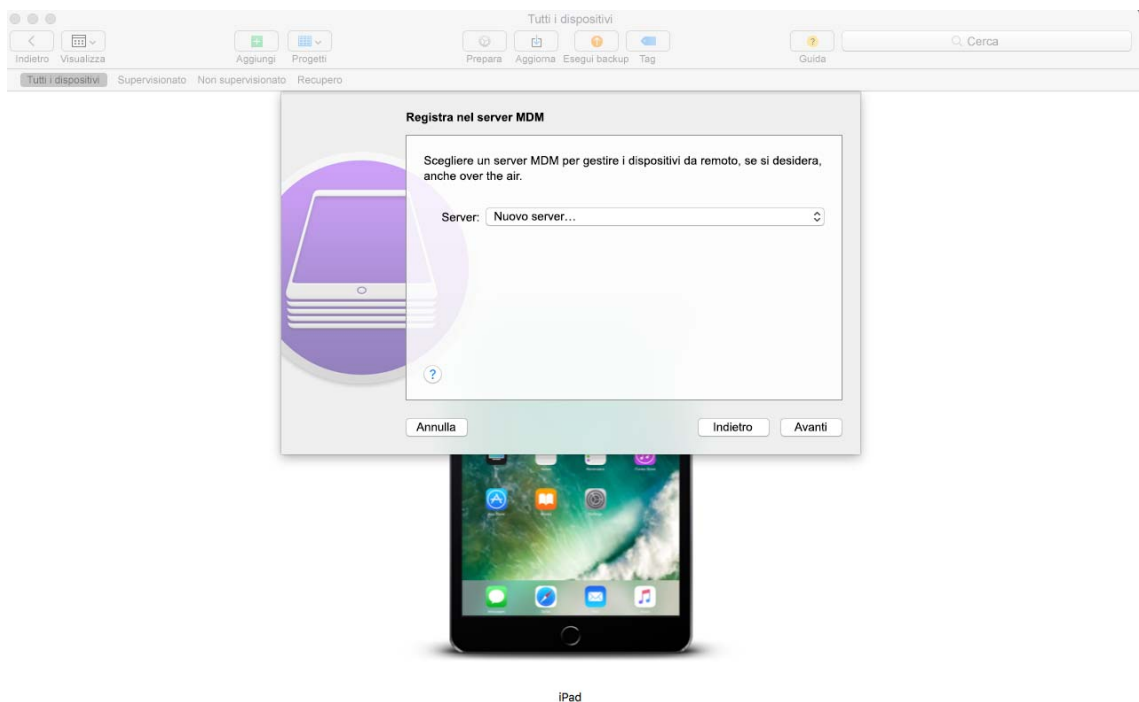 Tutti i dispositivi
Indietro Visualizza Aggiungi Progetti Prepara Aggiorna Esegui backup Tag Guida Cerca
Tutti i dispositivi Supervisionato Non supervisionato Recupero
Registra nel server MDM
Scegliere un server MDM per gestire i dispositivi da remoto, se si desidera,
anche over the air.
Server: Nuovo server...
?
Annulla Indietro Avanti
iPad